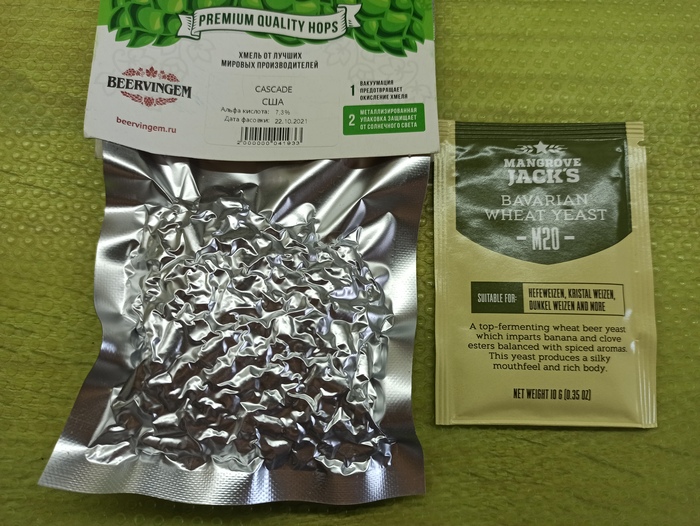 PREMIUM QUALITY HOPS
ХМЕЛЬ ОТ ЛУЧШИХ
МИРОВЫХ ПРОИЗВОДИТЕЛЕЙ
BEERVINGEM
beervingem.ru
CASCADE
США
Альфа кислота: 7,3%
Дата фасовки: 22.10.2021
2000000041933
1 ВАКУУМАЦИЯ
ПРЕДОТВРАЩАЕТ
ОКИСЛЕНИЕ ХМЕЛЯ
2 МЕТАЛЛИЗИРОВАННАЯ
УПАКОВКА ЗАЩИЩАЕТ
ОТ СОЛНЕЧНОГО СВЕТА
MANGROVE
JACK'S
BAVARIAN
WHEAT YEAST
- M20 -
SUITABLE FOR: HEFEWEIZEN, KRISTAL WEIZEN,
DUNKEL WEIZEN AND MORE
A top-fermenting wheat beer yeast
which imparts banana and clove
esters balanced with spiced aromas.
This yeast produces a silky
mouthfeel and rich body.
NET WEIGHT 10 G (0.35 OZ)